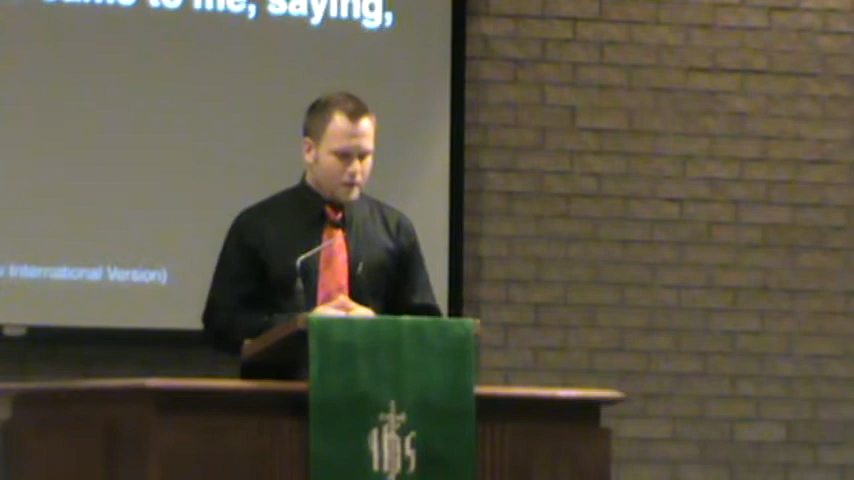 came to me, saying,
International Version)
IHS